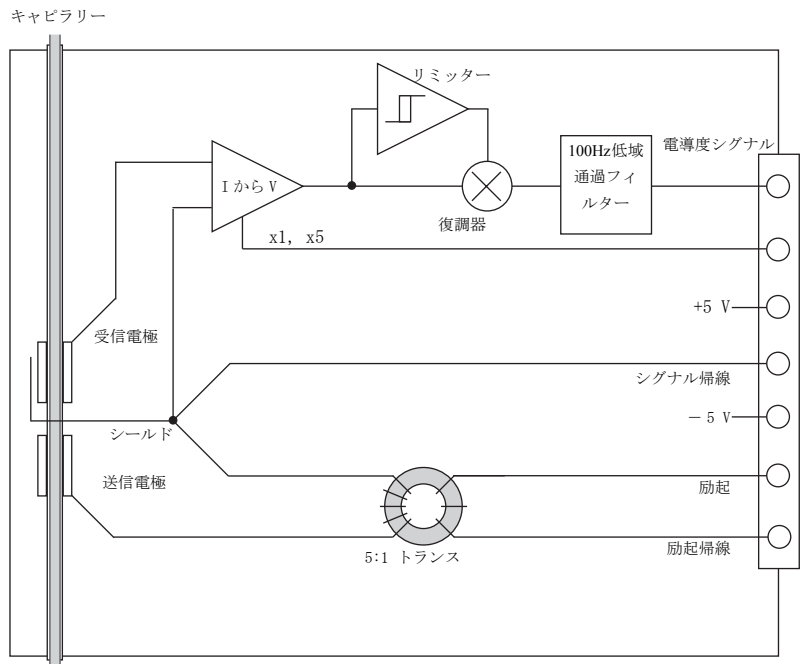 キャピラリー
リミッター
100Hz低域
通過フィ
ルター
電導度シグナル
I から V
復調器
x1, x5
+5 V
受信電極
シグナル帰線
シールド
− 5 V
送信電極
励起
5:1 トランス
励起帰線